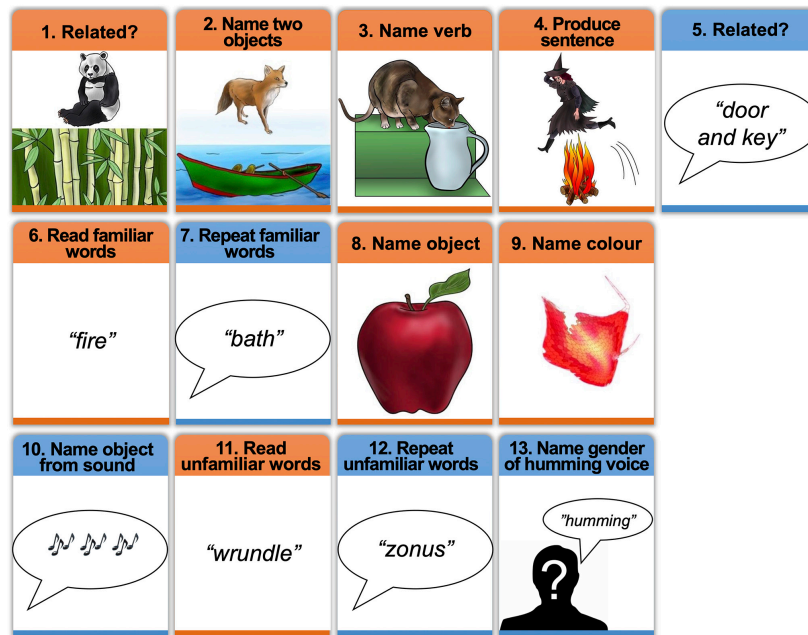 1. Related?
2. Name two
objects
3. Name verb
4. Produce
sentence
5. Related?
“door
and key”
6. Read familiar
words
“fire”
7. Repeat familiar
words
“bath”
8. Name object
9. Name colour
10. Name object
from sound
11. Read
unfamiliar words
“wrundle”
12. Repeat
unfamiliar words
“zonus”
13. Name gender
of humming voice
“humming”
?